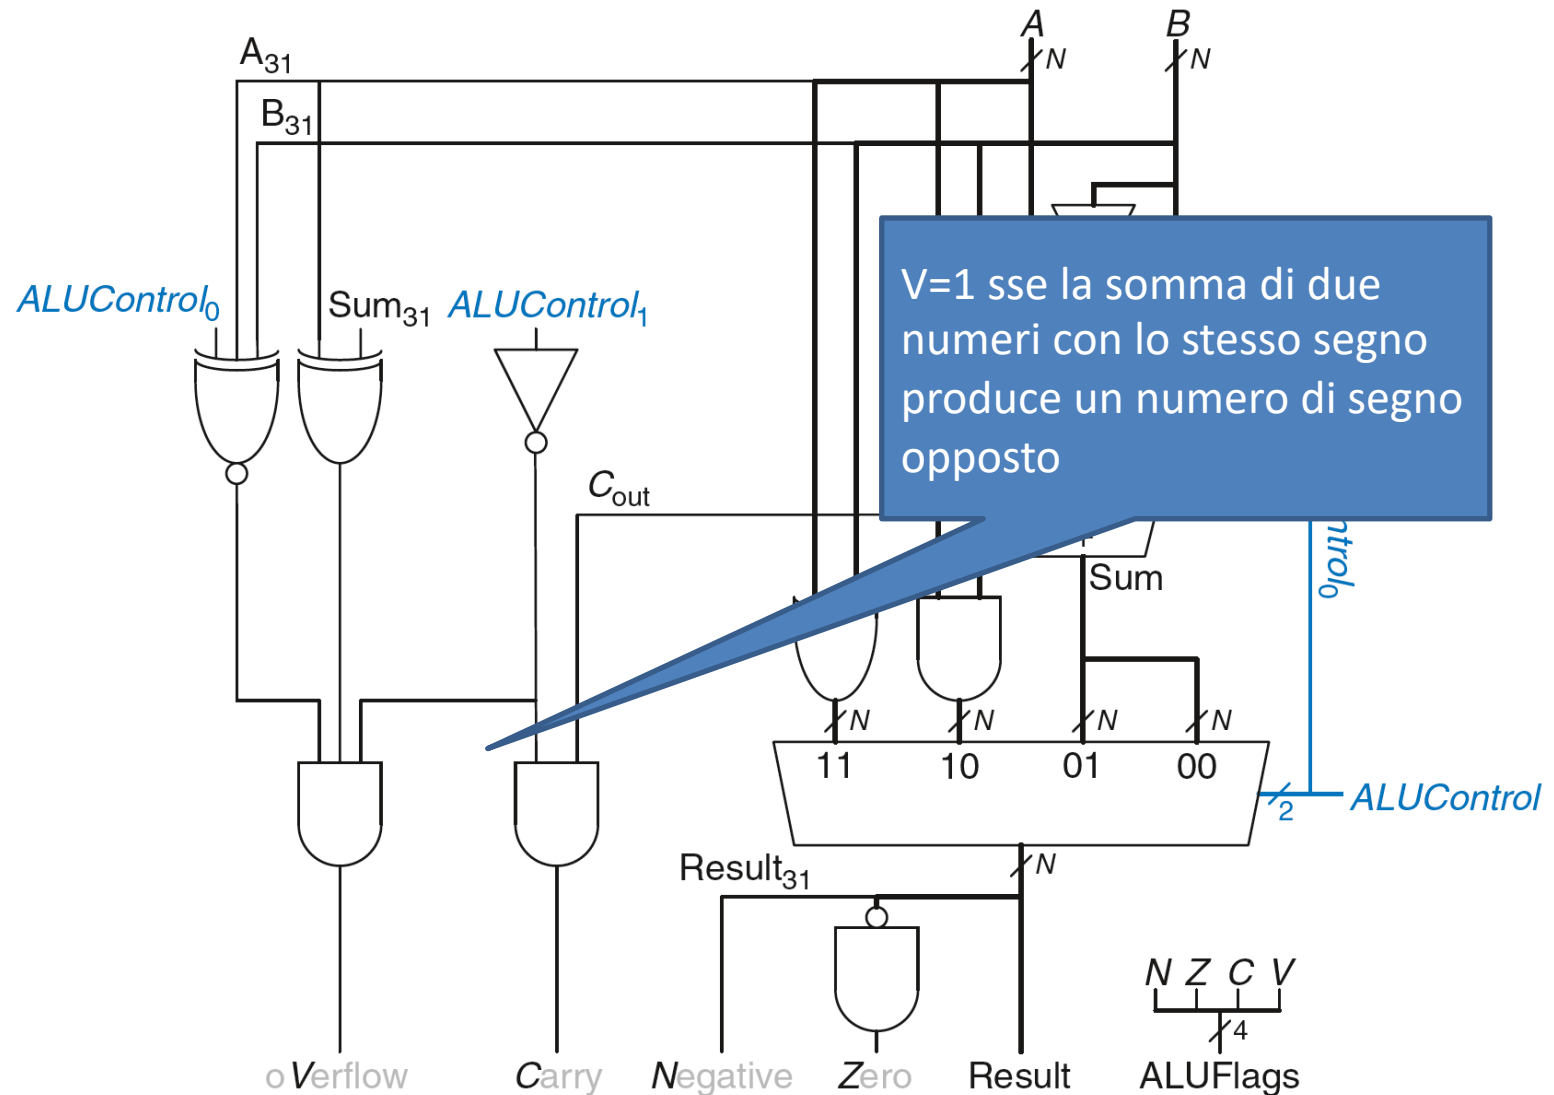 A
B
N
N
A31
B31
ALUControl0
Sum31
ALUControl1
V=1 sse la somma di due
numeri con lo stesso segno
produce un numero di segno
opposto
Cout
ntrol0
Sum
N
N
N
N
11
10
01
00
2
ALUControl
Result31
N
N Z C V
4
oVerflow
Carry
Negative
Zero
Result
ALUFlags